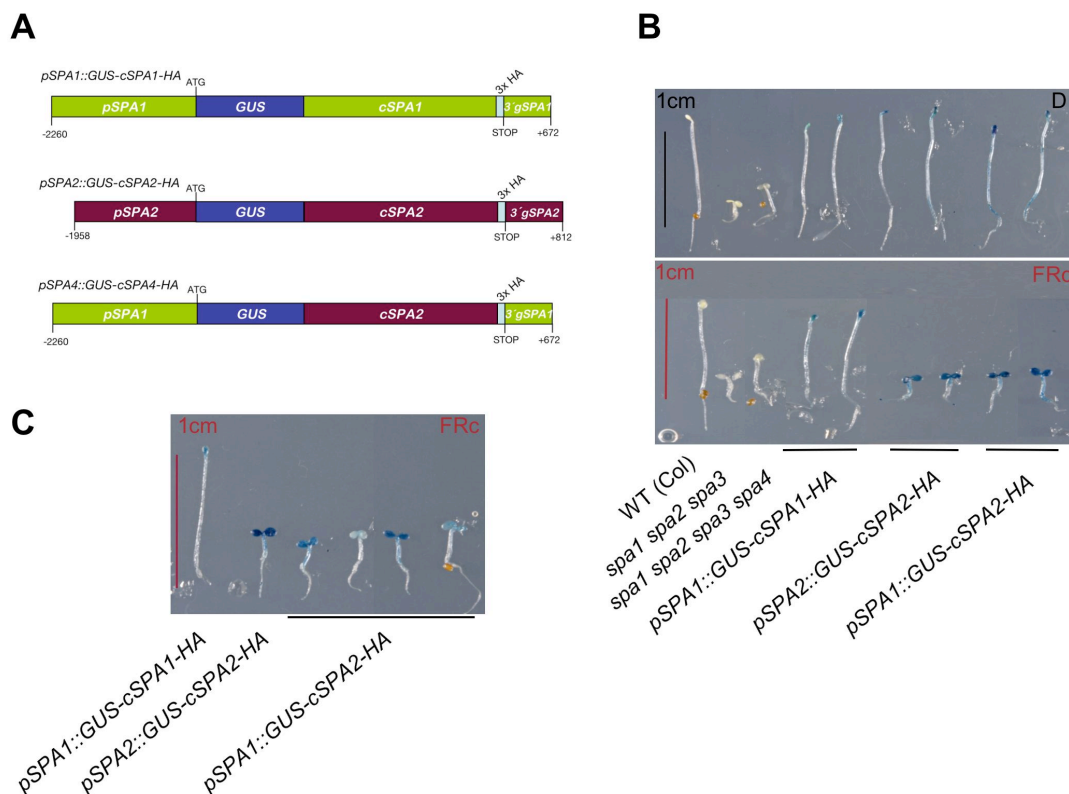 A
pSPA1::GUS-cSPA1-HA
ATG
3x HA
pSPA1 GUS cSPA1 3´gSPA1
-2260 STOP +672
pSPA2::GUS-cSPA2-HA
ATG
3x HA
pSPA2 GUS cSPA2 3´gSPA2
-1958 STOP +812
pSPA4::GUS-cSPA4-HA
ATG
3x HA
pSPA1 GUS cSPA2 3´gSPA1
-2260 STOP +672
B
1cm D
1cm FRc
WT (Col)
spa1 spa2 spa3
spa1 spa2 spa3 spa4
pSPA1::GUS-cSPA1-HA
pSPA2::GUS-cSPA2-HA
pSPA1::GUS-cSPA2-HA
C
1cm FRc
pSPA1::GUS-cSPA1-HA
pSPA2::GUS-cSPA2-HA
pSPA1::GUS-cSPA2-HA